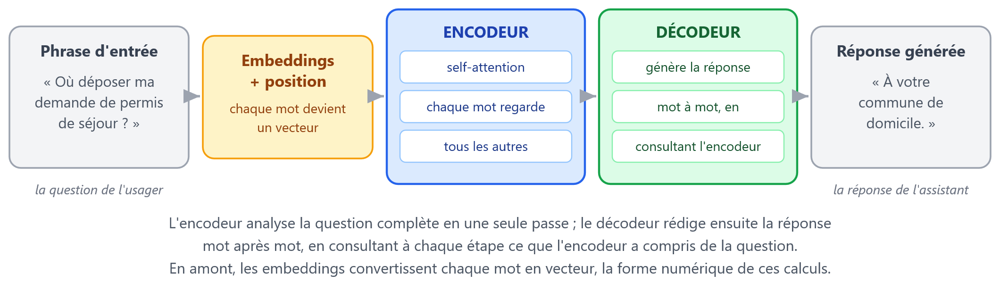 Phrase d'entrée
« Où déposer ma
demande de permis
de séjour ? »
la question de l'usager
Embeddings
+ position
chaque mot devient
un vecteur
ENCODEUR
self-attention
chaque mot regarde
tous les autres
DÉCODEUR
génère la réponse
mot à mot, en
consultant l'encodeur
Réponse générée
« À votre
commune de
domicile. »
la réponse de l'assistant
L'encodeur analyse la question complète en une seule passe ; le décodeur rédige ensuite la réponse
mot après mot, en consultant à chaque étape ce que l'encodeur a compris de la question.
En amont, les embeddings convertissent chaque mot en vecteur, la forme numérique de ces calculs.